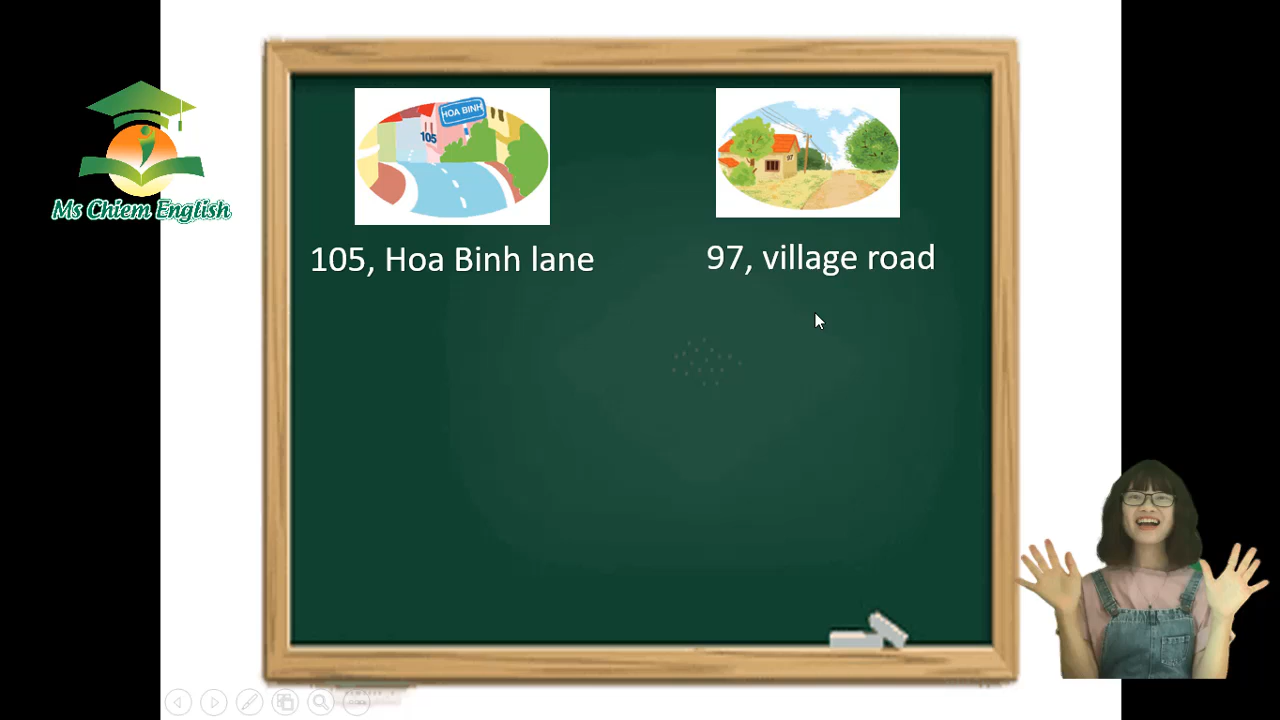 Ms Chiem English
HOA BINH
105
97
105, Hoa Binh lane
97, village road